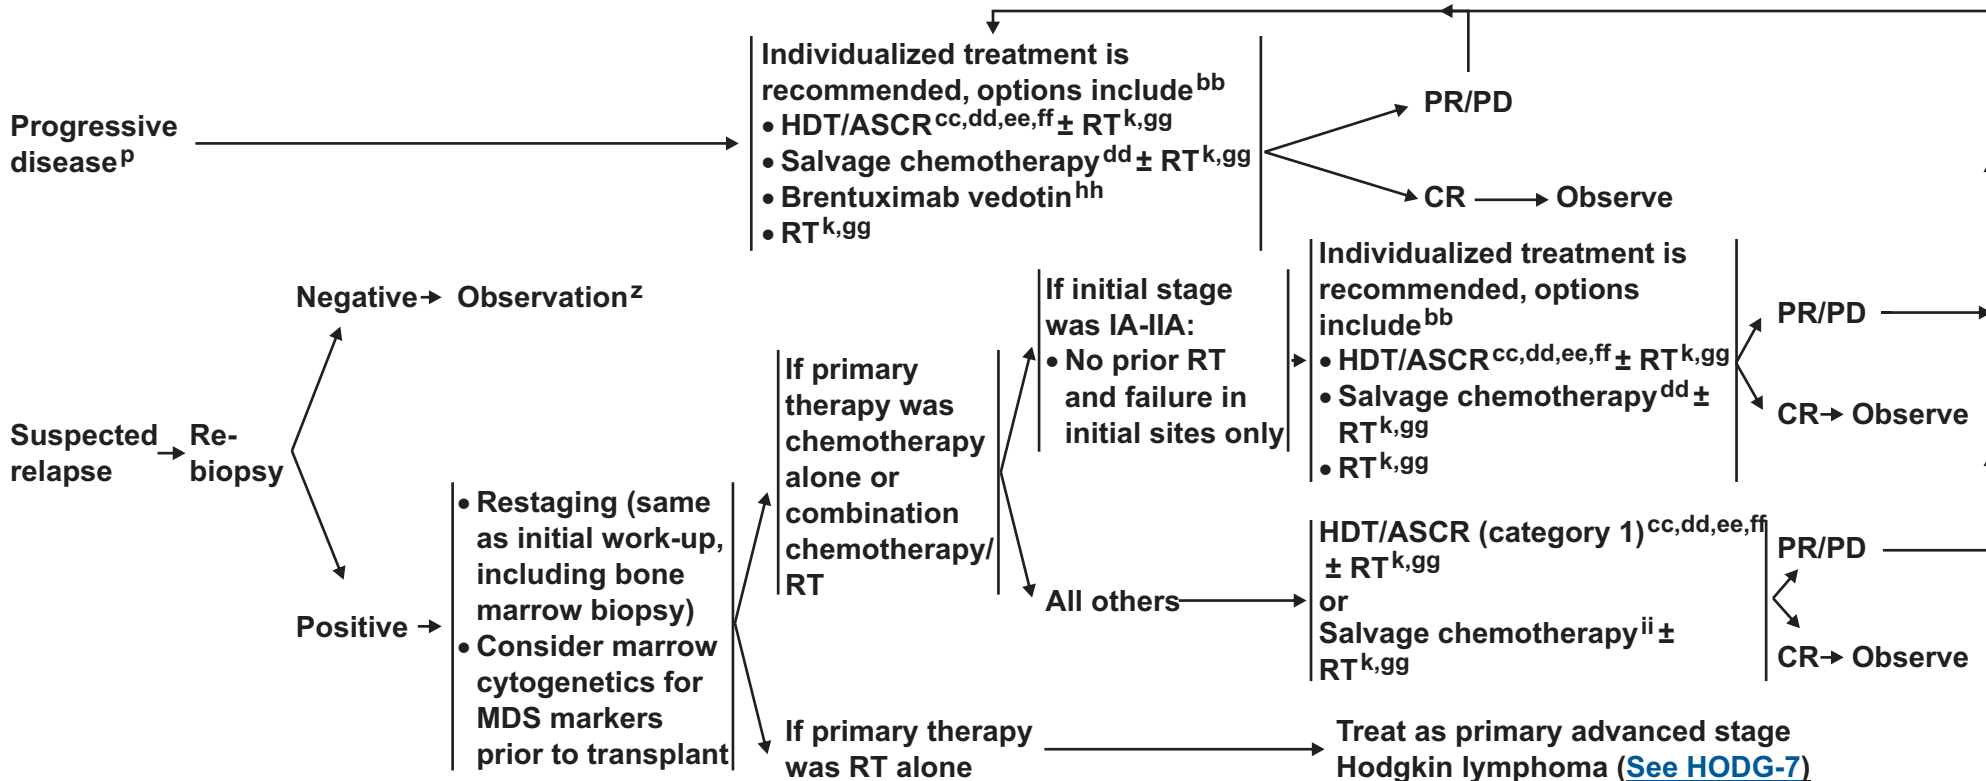 Progressive
disease p
Individualized treatment is
recommended, options include bb
• HDT/ASCR cc,dd,ee,ff ± RT k,gg
• Salvage chemotherapy dd ± RT k,gg
• Brentuximab vedotin hh
• RT k,gg
PR/PD
CR
Observe
Suspected
relapse
Re-
biopsy
Negative
Observation z
Positive
• Restaging (same
as initial work-up,
including bone
marrow biopsy)
• Consider marrow
cytogenetics for
MDS markers
prior to transplant
If primary
therapy was
chemotherapy
alone or
combination
chemotherapy/
RT
If initial stage
was IA-IIA:
• No prior RT
and failure in
initial sites only
Individualized treatment is
recommended, options
include bb
• HDT/ASCR cc,dd,ee,ff ± RT k,gg
• Salvage chemotherapy dd ±
RT k,gg
• RT k,gg
PR/PD
CR
Observe
All others
HDT/ASCR (category 1) cc,dd,ee,ff
± RT k,gg
or
Salvage chemotherapy ii ±
RT k,gg
PR/PD
CR
Observe
If primary therapy
was RT alone
Treat as primary advanced stage
Hodgkin lymphoma (See HODG-7)